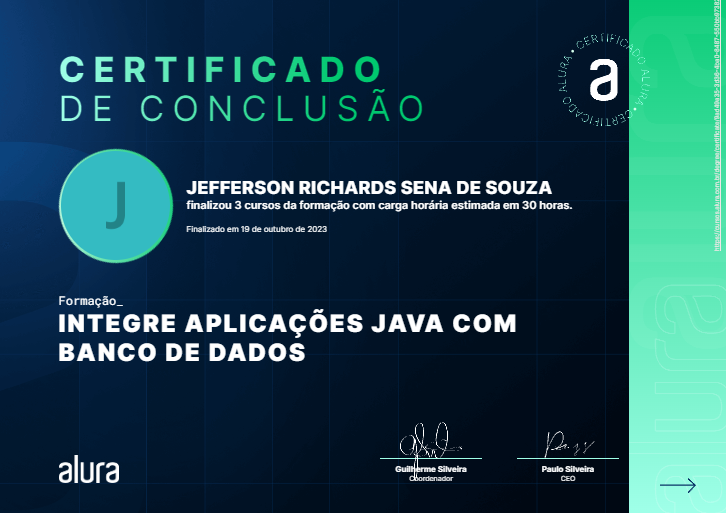 CERTIFICADO
DE CONCLUSÃO
CERTIFICADO ALURA • CERTIFICADO ALURA •
a
J
JEFFERSON RICHARDS SENA DE SOUZA
finalizou 3 cursos da formação com carga horária estimada em 30 horas.
Finalizado em 19 de outubro de 2023
Formação_
INTEGRE APLICAÇÕES JAVA COM
BANCO DE DADOS
Guilherme Silveira
Coordenador
Paulo Silveira
CEO
alura
alura